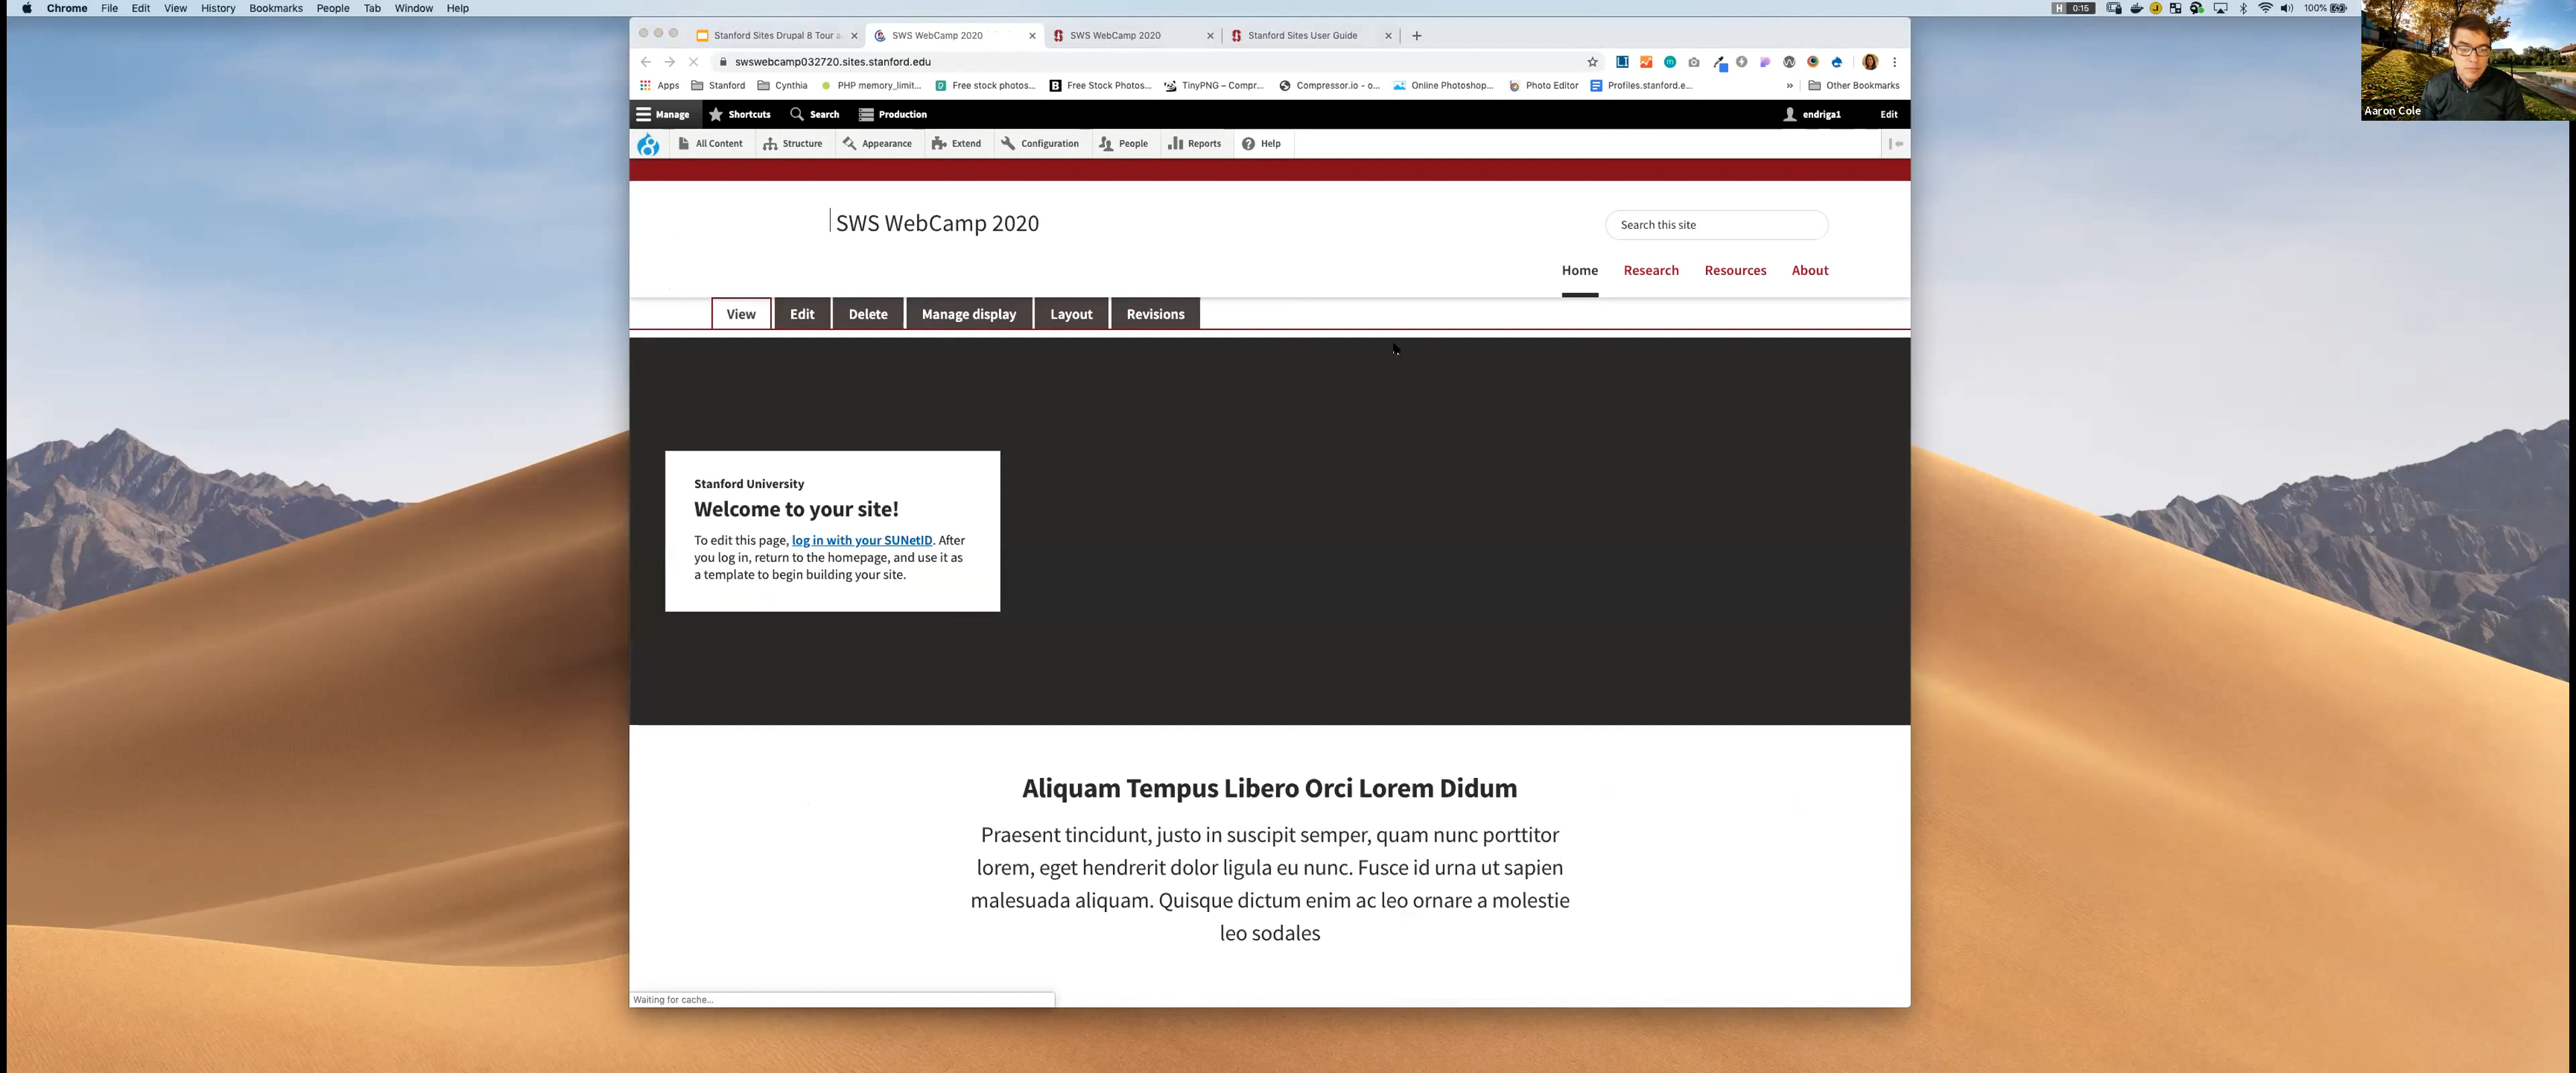 Chrome File Edit View History Bookmarks People Tab Window Help
H 0:15 100%
Aaron Cole
Stanford Sites Drupal 8 Tour a
SWS WebCamp 2020
SWS WebCamp 2020
Stanford Sites User Guide
swswebcamp032720.sites.stanford.edu
Apps Stanford Cynthia PHP memory_limit... Free stock photos... Free Stock Photos... TinyPNG – Compr... Compressor.io - o... Online Photoshop... Photo Editor Profiles.stanford.e... » Other Bookmarks
Manage Shortcuts Search Production endriga1 Edit
All Content Structure Appearance Extend Configuration People Reports Help
SWS WebCamp 2020
Search this site
Home Research Resources About
View Edit Delete Manage display Layout Revisions
Stanford University
Welcome to your site!
To edit this page, log in with your SUNetID. After
you log in, return to the homepage, and use it as
a template to begin building your site.
Aliquam Tempus Libero Orci Lorem Didum
Praesent tincidunt, justo in suscipit semper, quam nunc porttitor
lorem, eget hendrerit dolor ligula eu nunc. Fusce id urna ut sapien
malesuada aliquam. Quisque dictum enim ac leo ornare a molestie
leo sodales
Waiting for cache...